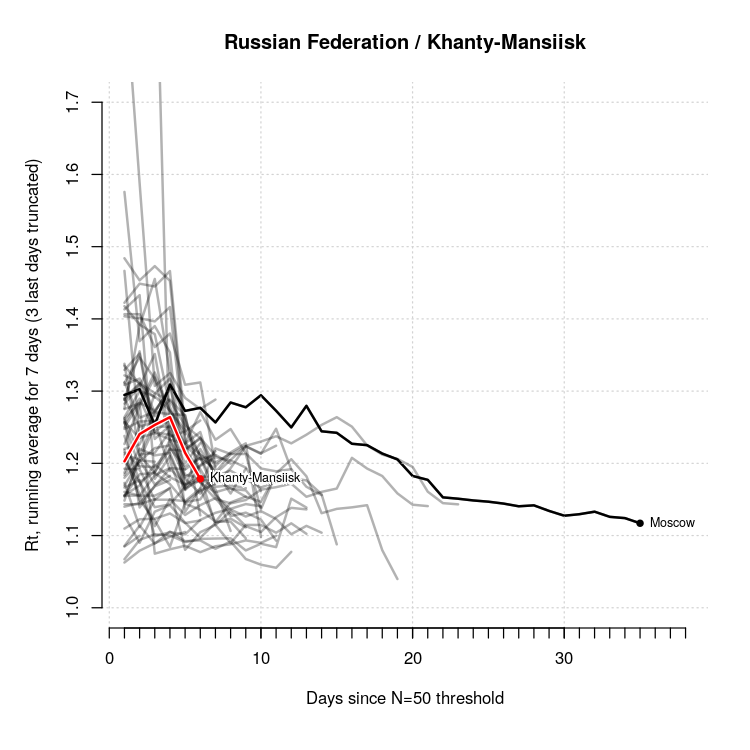 Russian Federation / Khanty-Mansiisk
Rt, running average for 7 days (3 last days truncated)
1.7
1.6
1.5
1.4
1.3
1.2
1.1
1.0
Khanty-Mansiisk
Moscow
0 10 20 30
Days since N=50 threshold